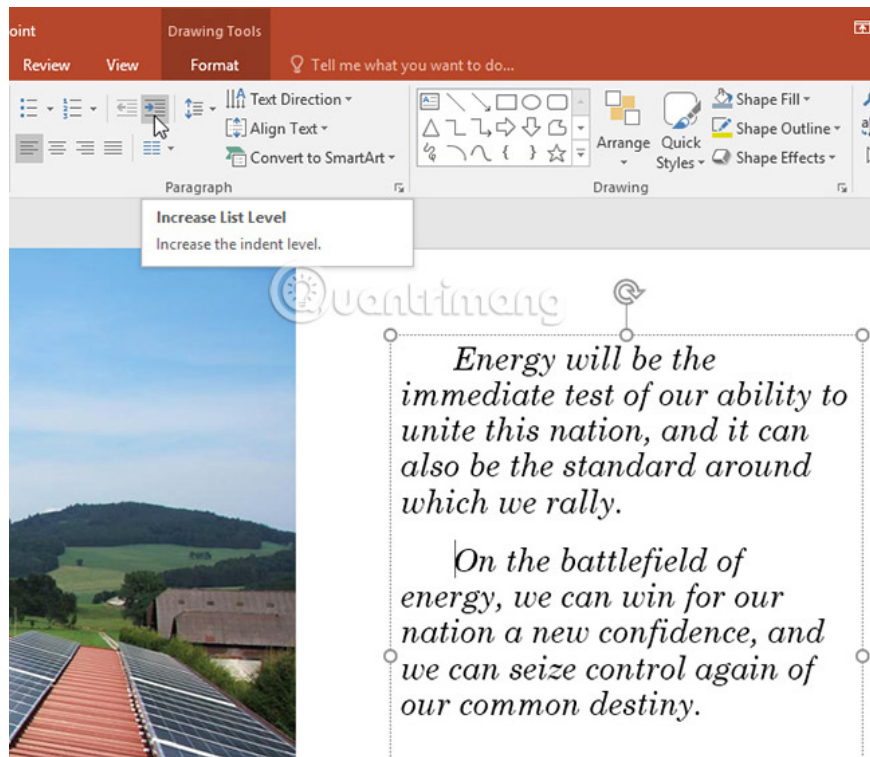 oint
Drawing Tools
Review View Format Tell me what you want to do...
Text Direction
Align Text
Convert to SmartArt
Arrange
Quick Styles
Shape Fill
Shape Outline
Shape Effects
Paragraph
Drawing
Increase List Level
Increase the indent level.
Quantrimang
Energy will be the
immediate test of our ability to
unite this nation, and it can
also be the standard around
which we rally.
On the battlefield of
energy, we can win for our
nation a new confidence, and
we can seize control again of
our common destiny.